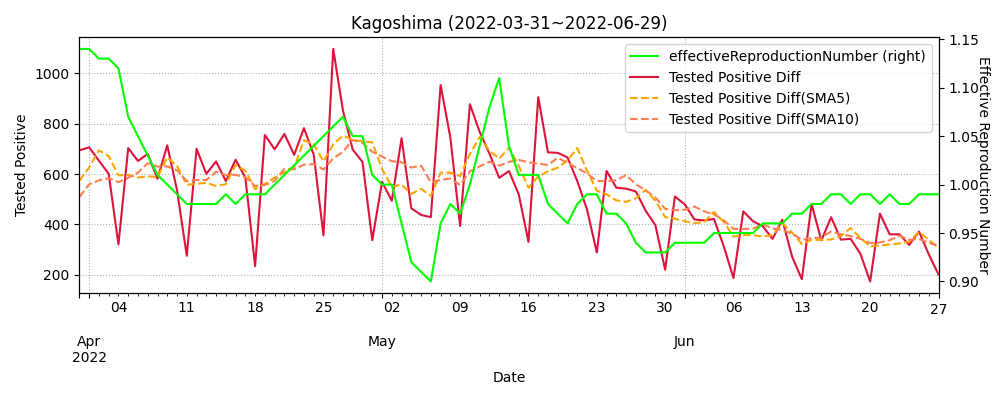 Kagoshima (2022-03-31~2022-06-29)
effectiveReproductionNumber (right)
Tested Positive Diff
Tested Positive Diff(SMA5)
Tested Positive Diff(SMA10)
Tested Positive
1000
800
600
400
200
1.15
1.10
1.05
1.00
0.95
0.90
Effective Reproduction Number
04 11 18 25 02 09 16 23 30 06 13 20 27
Apr May Jun
2022
Date